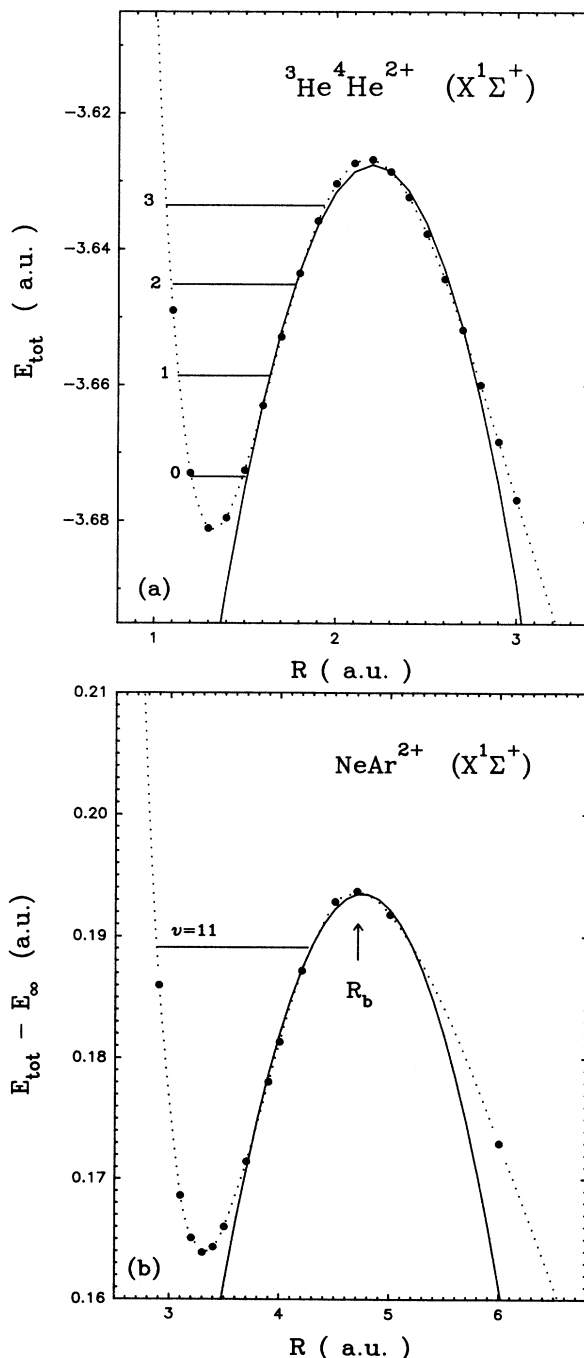 ³He⁴He²⁺ (X¹Σ⁺)
−3.62
−3.64
−3.66
−3.68
E_tot ( a.u. )
3
2
1
0
(a)
1 2 3
R ( a.u. )
0.21
0.20
0.19
0.18
0.17
0.16
E_tot − E_∞ (a.u.)
NeAr²⁺ (X¹Σ⁺)
ν=11
R_b
(b)
3 4 5 6
R ( a.u. )